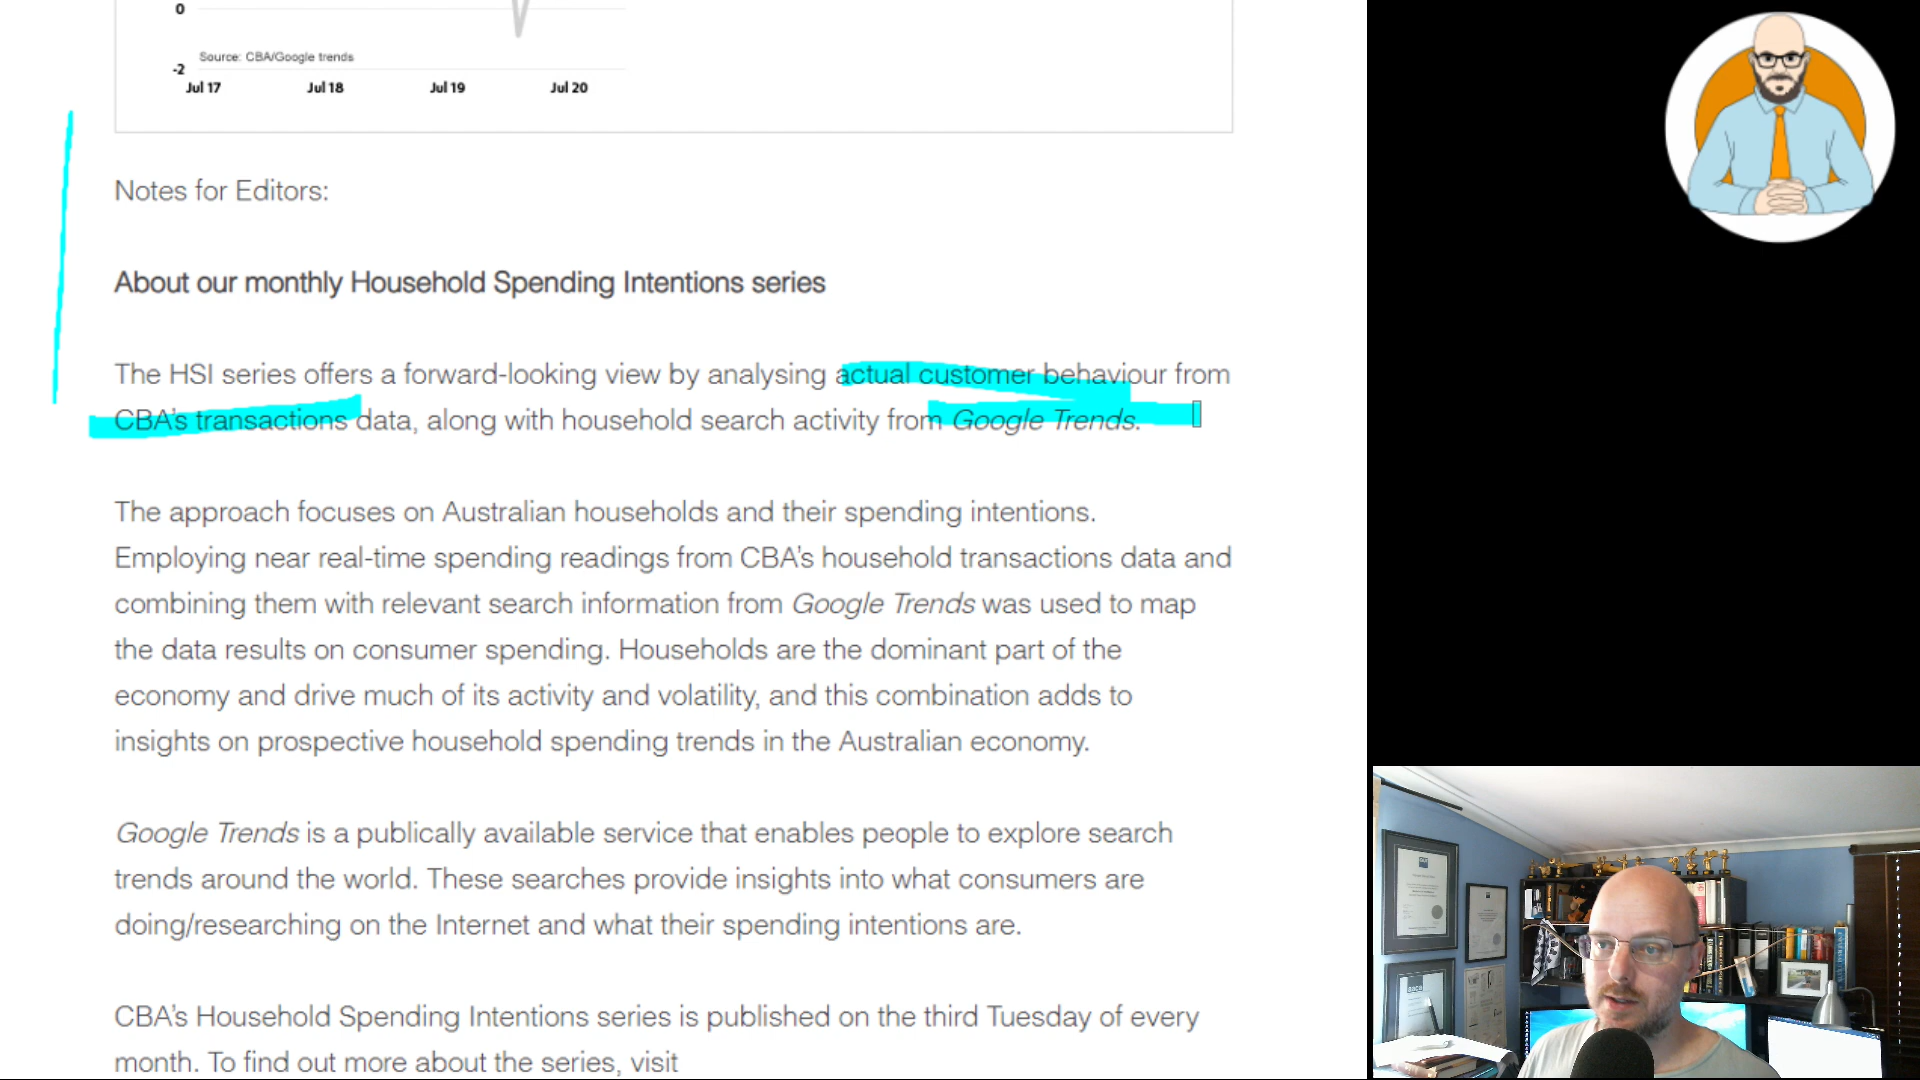 0
Source: CBA/Google trends
-2
Jul 17 Jul 18 Jul 19 Jul 20
Notes for Editors:
About our monthly Household Spending Intentions series
The HSI series offers a forward-looking view by analysing actual customer behaviour from
CBA's transactions data, along with household search activity from Google Trends.
The approach focuses on Australian households and their spending intentions.
Employing near real-time spending readings from CBA's household transactions data and
combining them with relevant search information from Google Trends was used to map
the data results on consumer spending. Households are the dominant part of the
economy and drive much of its activity and volatility, and this combination adds to
insights on prospective household spending trends in the Australian economy.
Google Trends is a publically available service that enables people to explore search
trends around the world. These searches provide insights into what consumers are
doing/researching on the Internet and what their spending intentions are.
CBA's Household Spending Intentions series is published on the third Tuesday of every
month. To find out more about the series, visit